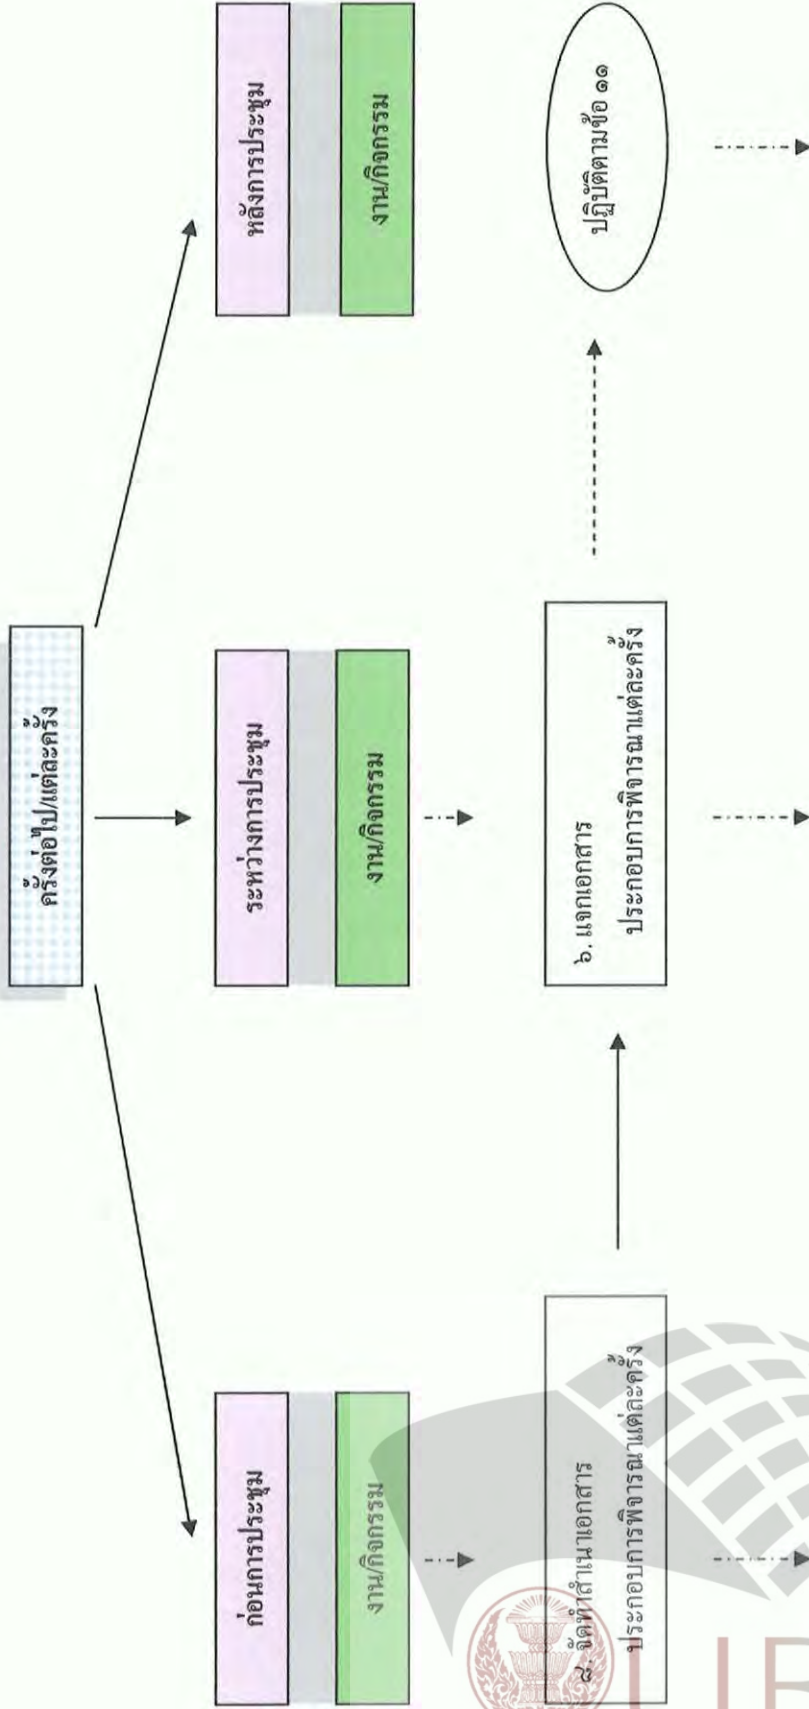 ครั้งต่อไป/แต่ละครั้ง
ก่อนการประชุม
ระหว่างการประชุม
หลังการประชุม
งาน/กิจกรรม
งาน/กิจกรรม
งาน/กิจกรรม
๘. จัดทำสำเนาเอกสาร
ประกอบการพิจารณาแต่ละครั้ง
๖. แจกเอกสาร
ประกอบการพิจารณาแต่ละครั้ง
ปฏิบัติตามข้อ ๑๑